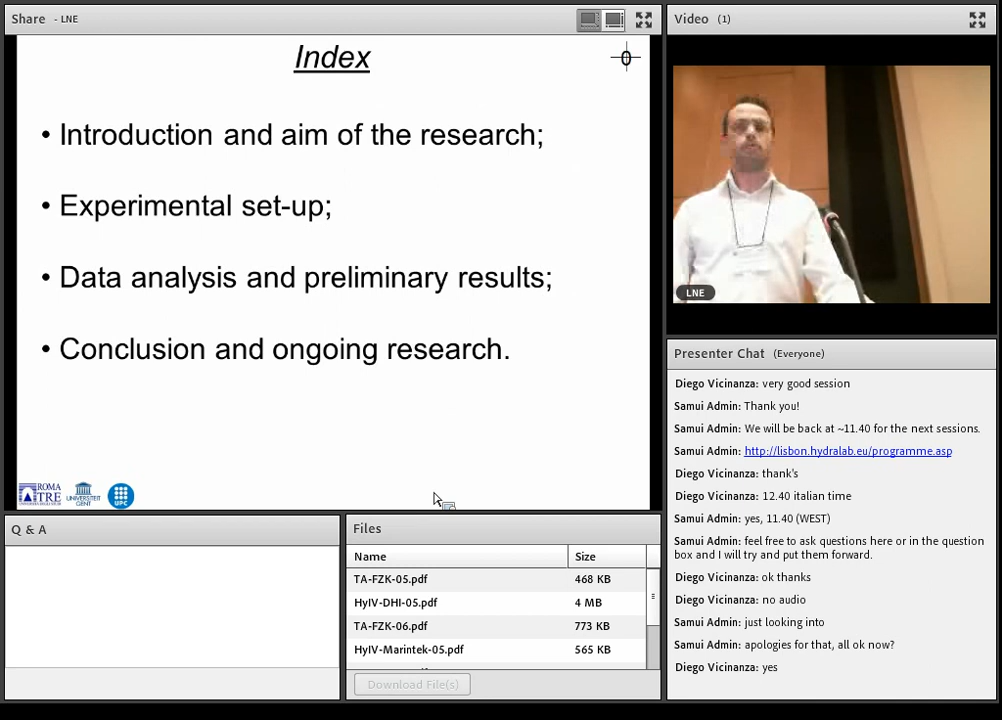 Share - LNE
Index
• Introduction and aim of the research;
• Experimental set-up;
• Data analysis and preliminary results;
• Conclusion and ongoing research.
ROMA
TRE
UNIVERSITEIT
GENT
UPC
Video (1)
LNE
Presenter Chat (Everyone)
Diego Vicinanza: very good session
Samui Admin: Thank you!
Samui Admin: We will be back at ~11.40 for the next sessions.
Samui Admin: http://lisbon.hydralab.eu/programme.asp
Diego Vicinanza: thank's
Diego Vicinanza: 12.40 italian time
Samui Admin: yes, 11.40 (WEST)
Samui Admin: feel free to ask questions here or in the question
box and I will try and put them forward.
Diego Vicinanza: ok thanks
Diego Vicinanza: no audio
Samui Admin: just looking into
Samui Admin: apologies for that, all ok now?
Diego Vicinanza: yes
Q & A
Files
Name Size
TA-FZK-05.pdf 468 KB
HyIV-DHI-05.pdf 4 MB
TA-FZK-06.pdf 773 KB
HyIV-Marintek-05.pdf 565 KB
Download File(s)